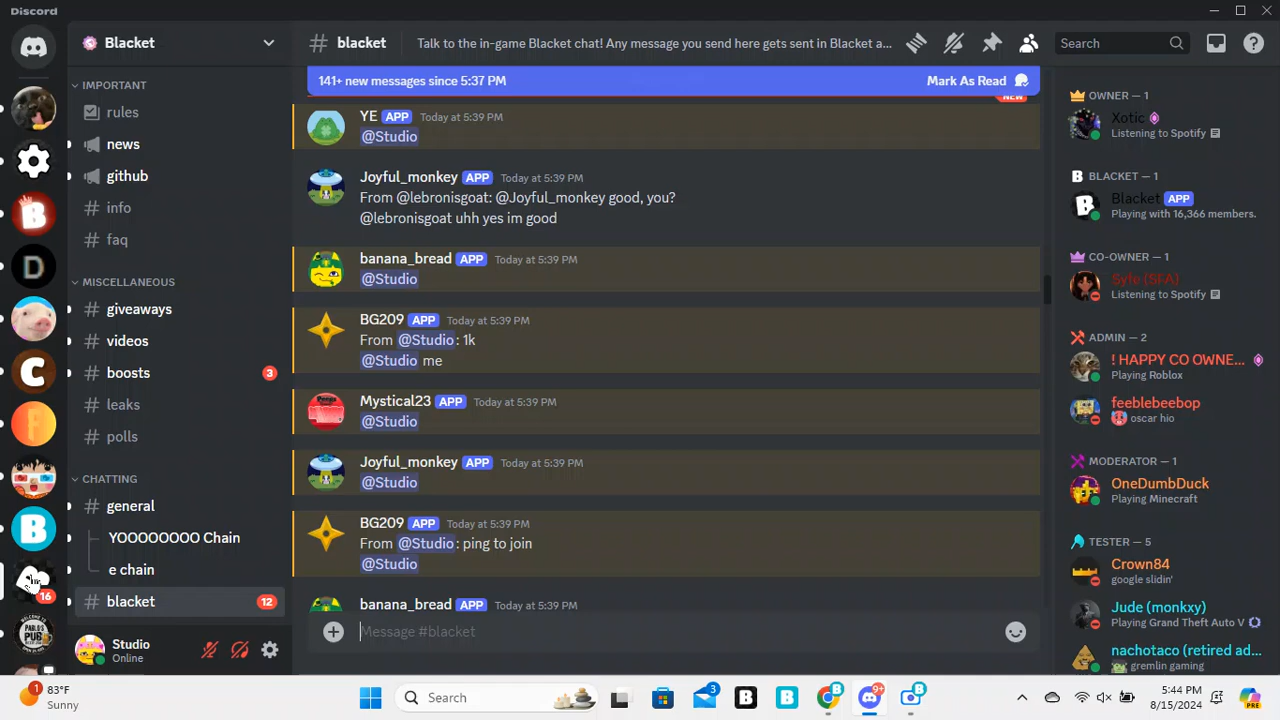 Discord
Blacket
IMPORTANT
rules
news
github
info
faq
MISCELLANEOUS
giveaways
videos
boosts
3
leaks
polls
CHATTING
general
YOOOOOOOO Chain
e chain
blacket
12
16
Studio
Online
blacket
Talk to the in-game Blacket chat! Any message you send here gets sent in Blacket a...
Search
141+ new messages since 5:37 PM
Mark As Read
NEW
YE APP Today at 5:39 PM
@Studio
Joyful_monkey APP Today at 5:39 PM
From @lebronisgoat: @Joyful_monkey good, you?
@lebronisgoat uhh yes im good
banana_bread APP Today at 5:39 PM
@Studio
BG209 APP Today at 5:39 PM
From @Studio: 1k
@Studio me
Mystical23 APP Today at 5:39 PM
@Studio
Joyful_monkey APP Today at 5:39 PM
@Studio
BG209 APP Today at 5:39 PM
From @Studio: ping to join
@Studio
banana_bread APP Today at 5:39 PM
Message #blacket
OWNER — 1
Xotic
Listening to Spotify
BLACKET — 1
Blacket APP
Playing with 16,366 members.
CO-OWNER — 1
Syfe (SFA)
Listening to Spotify
ADMIN — 2
! HAPPY CO OWNE...
Playing Roblox
feeblebeebop
oscar hio
MODERATOR — 1
OneDumbDuck
Playing Minecraft
TESTER — 5
Crown84
google slidin'
Jude (monkxy)
Playing Grand Theft Auto V
nachotaco (retired ad...
gremlin gaming
1
83°F
Sunny
Search
3
9+
5:44 PM
8/15/2024
PRE